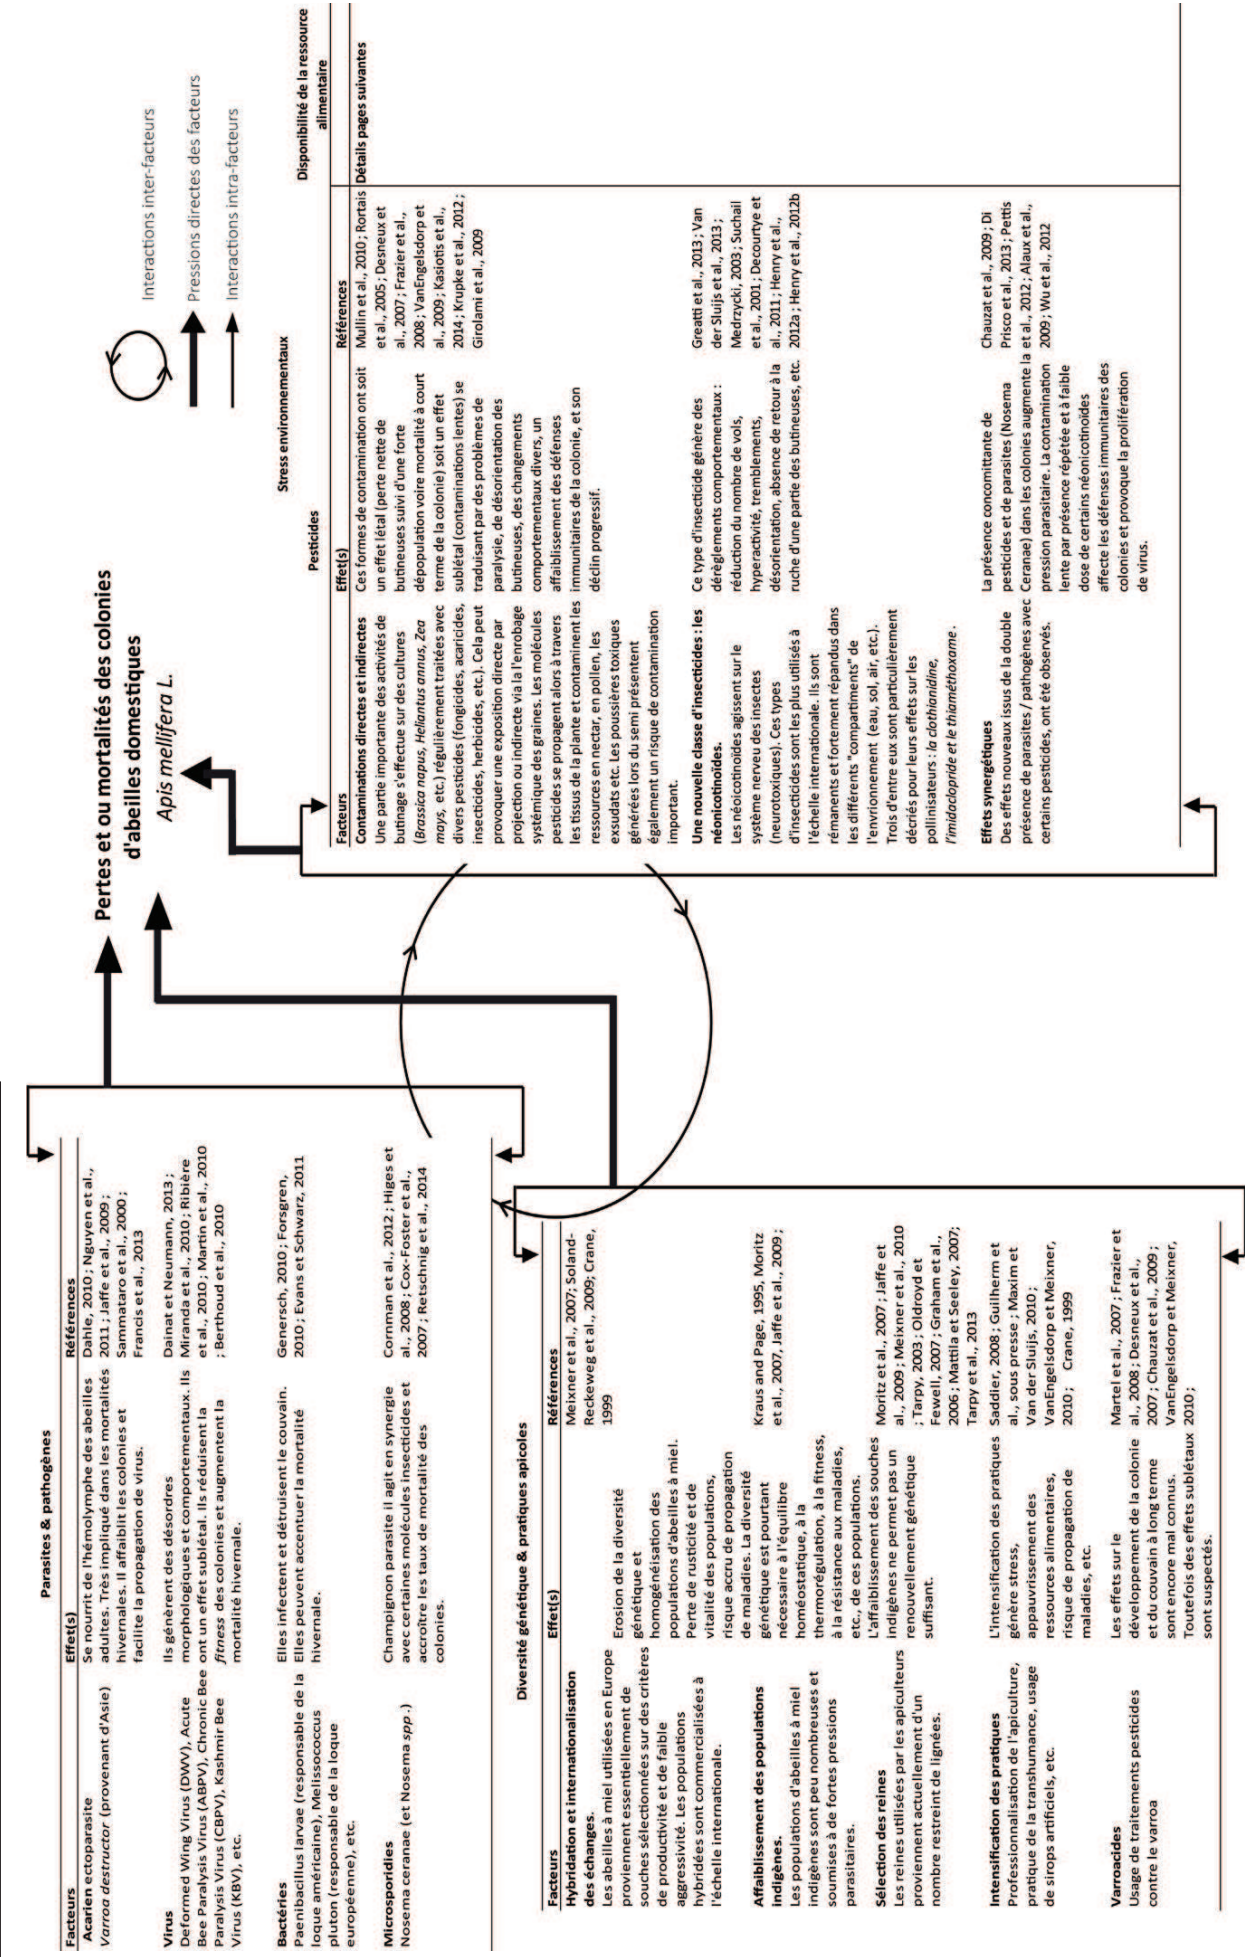 Parasites & pathogènes
Facteurs
Effet(s)
Références
Acarien ectoparasite
Varroa destructor (provenant d'Asie)
Se nourrit de l'hémolymphe des abeilles
adultes. Très impliqué dans les mortalités
hivernales. Il affaiblit les colonies et
facilite la propagation de virus.
Dahle, 2010 ; Nguyen et al.,
2011 ; Jaffe et al., 2009 ;
Sammataro et al., 2000 ;
Francis et al., 2013
Virus
Deformed Wing Virus (DWV), Acute
Bee Paralysis Virus (ABPV), Chronic Bee
Paralysis Virus (CBPV), Kashmir Bee
Virus (KBV), etc.
Ils génèrent des désordres
morphologiques et comportementaux. Ils
ont un effet sublétal. Ils réduisent la
fitness des colonies et augmentent la
mortalité hivernale.
Dainat et Neumann, 2013 ;
Miranda et al., 2010 ; Ribière
et al., 2010 ; Martin et al., 2010
; Berthoud et al., 2010
Bactéries
Paenibacillus larvae (responsable de la
loque américaine), Melissococcus
pluton (responsable de la loque
européenne), etc.
Elles infectent et détruisent le couvain.
Elles peuvent accentuer la mortalité
hivernale.
Genersch, 2010 ; Forsgren,
2010 ; Evans et Schwarz, 2011
Microsporidies
Nosema ceranae (et Nosema spp .)
Champignon parasite il agit en synergie
avec certaines molécules insecticides et
accroître les taux de mortalité des
colonies.
Cornman et al., 2012 ; Higes et
al., 2008 ; Cox-Foster et al.,
2007 ; Retschnig et al., 2014
Diversité génétique & pratiques apicoles
Facteurs
Effet(s)
Références
Hybridation et internationalisation
des échanges.
Les abeilles à miel utilisées en Europe
proviennent essentiellement de
souches sélectionnées sur des critères
de productivité et de faible
aggressivité. Les populations
hybridées sont commercialisées à
l'échelle internationale.
Erosion de la diversité
génétique et
homogénéisation des
populations d'abeilles à miel.
Perte de rusticité et de
vitalité des populations,
risque accru de propagation
de maladies. La diversité
génétique est pourtant
nécessaire à l'équilibre
homéostatique, à la
thermorégulation, à la fitness,
à la résistance aux maladies,
etc., de ces populations.
Meixner et al., 2007; Soland-
Reckeweg et al., 2009; Crane,
1999
Affaiblissement des populations
indigènes.
Les populations d'abeilles à miel
indigènes sont peu nombreuses et
soumises à de fortes pressions
parasitaires.
Kraus and Page, 1995, Moritz
et al., 2007, Jaffe et al., 2009 ;
Sélection des reines
Les reines utilisées par les apiculteurs
proviennent actuellement d'un
nombre restreint de lignées.
L'affaiblissement des souches
indigènes ne permet pas un
renouvellement génétique
suffisant.
Moritz et al., 2007 ; Jaffe et
al., 2009 ; Meixner et al., 2010
; Tarpy, 2003 ; Oldroyd et
Fewell, 2007 ; Graham et al.,
2006 ; Mattila et Seeley, 2007;
Tarpy et al., 2013
Intensification des pratiques
Professionnalisation de l'apiculture,
pratique de la transhumance, usage
de sirops artificiels, etc.
L'intensification des pratiques
génère stress,
appauvrissement des
ressources alimentaires,
risque de propagation de
maladies, etc.
Saddier, 2008 ; Guilherm et
al., sous presse ; Maxim et
Van der Sluijs, 2010 ;
VanEngelsdorp et Meixner,
2010 ; Crane, 1999
Varroacides
Usage de traitements pesticides
contre le varroa
Les effets sur le
développement de la colonie
et du couvain à long terme
sont encore mal connus.
Toutefois des effets sublétaux
sont suspectés.
Martel et al., 2007 ; Frazier et
al., 2008 ; Desneux et al.,
2007 ; Chauzat et al., 2009 ;
VanEngelsdorp et Meixner,
2010 ;
Pertes et ou mortalités des colonies
d'abeilles domestiques
Apis mellifera L.
Interactions inter-facteurs
Pressions directes des facteurs
Interactions intra-facteurs
Stress environnementaux
Pesticides
Disponibilité de la ressource
alimentaire
Facteurs
Effet(s)
Références
Détails pages suivantes
Contaminations directes et indirectes
Une partie importante des activités de
butinage s'effectue sur des cultures
(Brassica napus, Heliantus annus, Zea
mays, etc.) régulièrement traitées avec
divers pesticides (fongicides, acaricides,
insecticides, herbicides, etc.). Cela peut
provoquer une exposition directe par
projection ou indirecte via la l'enrobage
systémique des graines. Les molécules
pesticides se propagent alors à travers
les tissus de la plante et contaminent les
ressources en nectar, en pollen, les
exsudats etc. Les poussières toxiques
générées lors du semi présentent
également un risque de contamination
important.
Ces formes de contamination ont soit
un effet létal (perte nette de
butineuses suivi d'une forte
dépopulation voire mortalité à court
terme de la colonie) soit un effet
sublétal (contaminations lentes) se
traduisant par des problèmes de
paralysie, de désorientation des
butineuses, des changements
comportementaux divers, un
affaiblissement des défenses
immunitaires de la colonie, et son
déclin progressif.
Mullin et al., 2010 ; Rortais
et al., 2005 ; Desneux et
al., 2007 ; Frazier et al.,
2008 ; VanEngelsdorp et
al., 2009 ; Kasiotis et al.,
2014 ; Krupke et al., 2012 ;
Girolami et al., 2009
Une nouvelle classe d'insecticides : les
néonicotinoïdes.
Les néoicotinoïdes agissent sur le
système nerveu des insectes
(neurotoxiques). Ces types
d'insecticides sont les plus utilisés à
l'échelle internationale. Ils sont
rémanents et fortement répandus dans
les différents "compartiments" de
l'envrionnement (eau, sol, air, etc.).
Trois d'entre eux sont particulièrement
décriés pour leurs effets sur les
pollinisateurs : la clothionidine,
l'imidaclopride et le thiaméthoxame .
Ce type d'insecticide génère des
dérèglements comportementaux :
réduction du nombre de vols,
hyperactivité, tremblements,
désorientation, absence de retour à la
ruche d'une partie des butineuses, etc.
Greatti et al., 2013 ; Van
der Sluijs et al., 2013 ;
Medrzycki, 2003 ; Suchail
et al., 2001 ; Decourtye et
al., 2011 ; Henry et al.,
2012a ; Henry et al., 2012b
Effets synergétiques
Des effets nouveaux issus de la double
présence de parasites / pathogènes avec
certains pesticides, ont été observés.
La présence concomittante de
pesticides et de parasites (Nosema
Ceranae) dans les colonies augmente la
pression parasitaire. La contamination
lente par présence répétée et à faible
dose de certains néonicotinoïdes
affecte les défenses immunitaires des
colonies et provoque la prolifération
de virus.
Chauzat et al., 2009 ; Di
Prisco et al., 2013 ; Pettis
et al., 2012 ; Alaux et al.,
2009 ; Wu et al., 2012